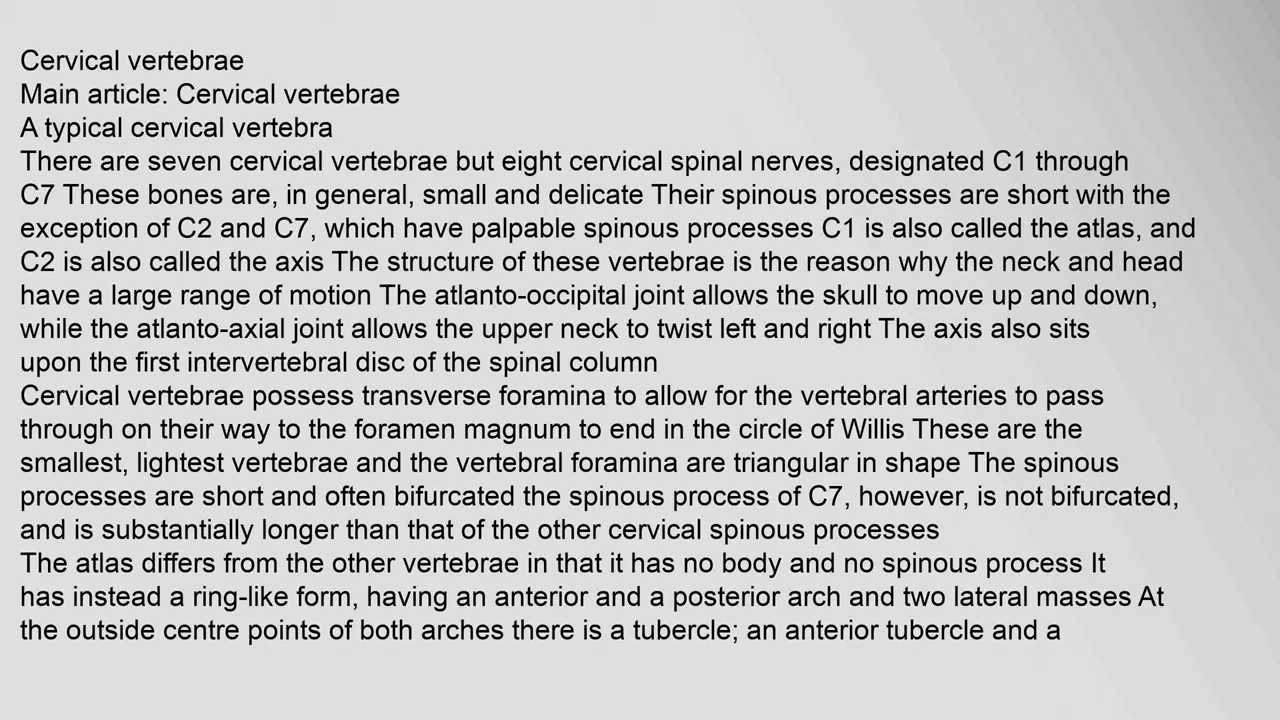 Cervical vertebrae
Main article: Cervical vertebrae
A typical cervical vertebra
There are seven cervical vertebrae but eight cervical spinal nerves, designated C1 through
C7 These bones are, in general, small and delicate Their spinous processes are short with the
exception of C2 and C7, which have palpable spinous processes C1 is also called the atlas, and
C2 is also called the axis The structure of these vertebrae is the reason why the neck and head
have a large range of motion The atlanto-occipital joint allows the skull to move up and down,
while the atlanto-axial joint allows the upper neck to twist left and right The axis also sits
upon the first intervertebral disc of the spinal column
Cervical vertebrae possess transverse foramina to allow for the vertebral arteries to pass
through on their way to the foramen magnum to end in the circle of Willis These are the
smallest, lightest vertebrae and the vertebral foramina are triangular in shape The spinous
processes are short and often bifurcated the spinous process of C7, however, is not bifurcated,
and is substantially longer than that of the other cervical spinous processes
The atlas differs from the other vertebrae in that it has no body and no spinous process It
has instead a ring-like form, having an anterior and a posterior arch and two lateral masses At
the outside centre points of both arches there is a tubercle; an anterior tubercle and a